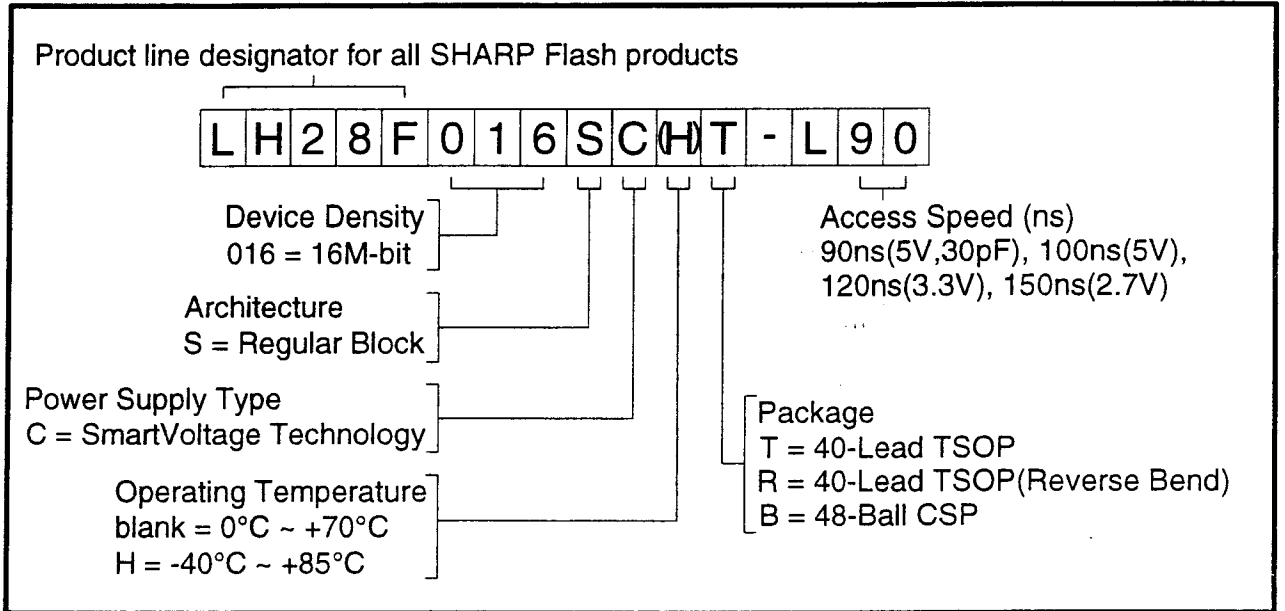 Product line designator for all SHARP Flash products
LH28F016SC(H)T-L90
Device Density
016 = 16M-bit
Architecture
S = Regular Block
Power Supply Type
C = SmartVoltage Technology
Operating Temperature
blank = 0°C ~ +70°C
H = -40°C ~ +85°C
Access Speed (ns)
90ns(5V,30pF), 100ns(5V),
120ns(3.3V), 150ns(2.7V)
Package
T = 40-Lead TSOP
R = 40-Lead TSOP(Reverse Bend)
B = 48-Ball CSP